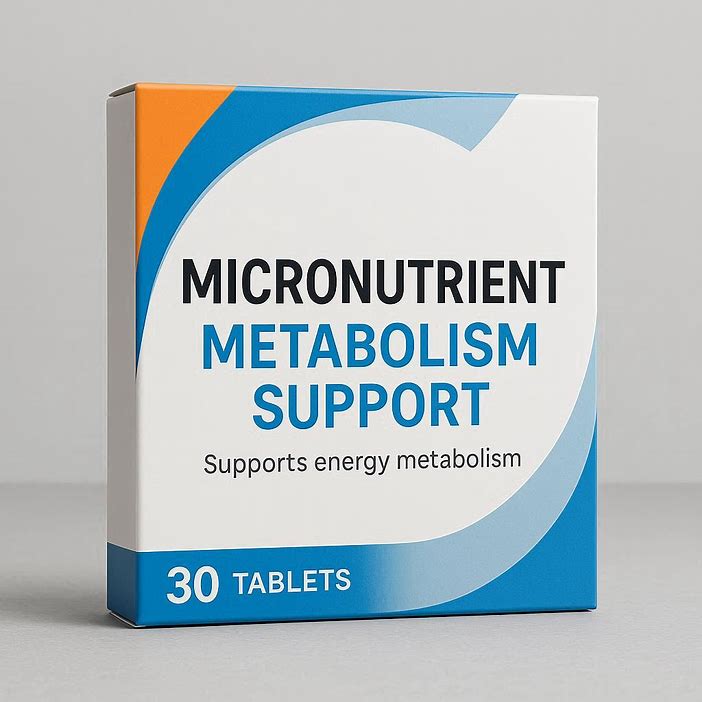 MICRONUTRIENT
METABOLISM
SUPPORT
Supports energy metabolism
30 TABLETS